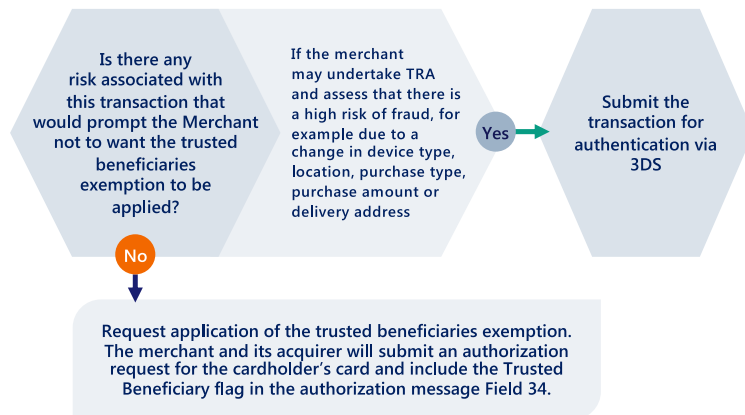 Is there any
risk associated with
this transaction that
would prompt the Merchant
not to want the trusted
beneficiaries
exemption to be
applied?
If the merchant
may undertake TRA
and assess that there is
a high risk of fraud, for
example due to a
change in device type,
location, purchase type,
purchase amount or
delivery address
Yes
Submit the
transaction for
authentication via
3DS
No
Request application of the trusted beneficiaries exemption.
The merchant and its acquirer will submit an authorization
request for the cardholder’s card and include the Trusted
Beneficiary flag in the authorization message Field 34.